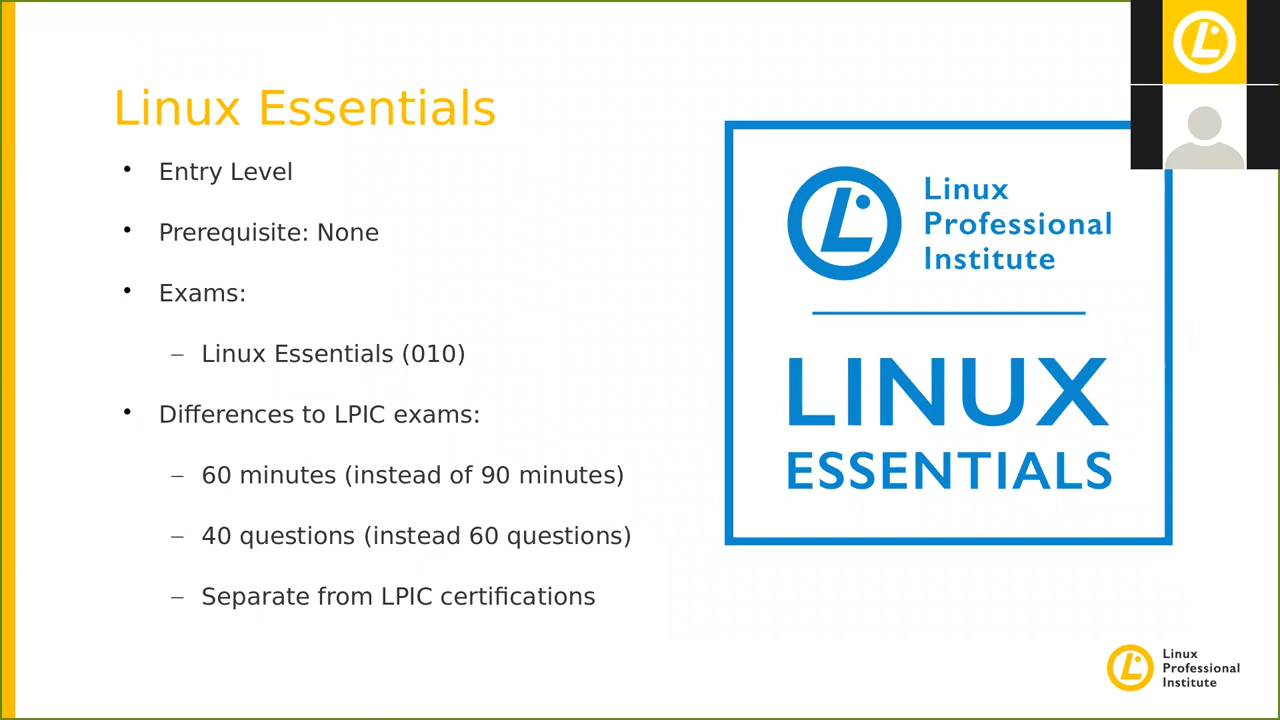 Linux Essentials
• Entry Level
• Prerequisite: None
• Exams:
– Linux Essentials (010)
• Differences to LPIC exams:
– 60 minutes (instead of 90 minutes)
– 40 questions (instead 60 questions)
– Separate from LPIC certifications
Linux
Professional
Institute
LINUX
ESSENTIALS
Linux
Professional
Institute